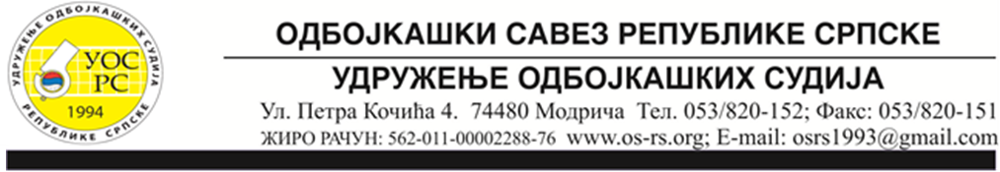 УДРУЖЕЊЕ ОДБОЈКАШКИХ СУДИЈА
УОС
РС
1994
РЕПУБЛИКЕ СРПСКЕ
ОДБОЈКАШКИ САВЕЗ РЕПУБЛИКЕ СРПСКЕ
УДРУЖЕЊЕ ОДБОЈКАШКИХ СУДИЈА
Ул. Петра Кочића 4. 74480 Модрича Тел. 053/820-152; Факс: 053/820-151
ЖИРО РАЧУН: 562-011-00002288-76 www.os-rs.org; E-mail: osrs1993@gmail.com